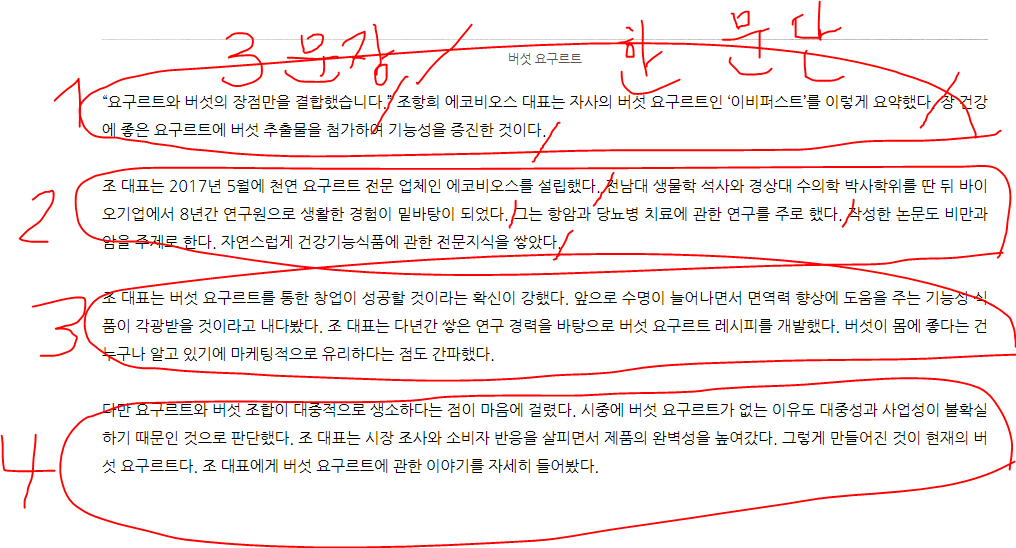 3 문장 한 문단
버섯 요구르트
1
“요구르트와 버섯의 장점만을 결합했습니다.” 조항희 에코비오스 대표는 자사의 버섯 요구르트인 ‘이비퍼스트’를 이렇게 요약했다. 장 건강
에 좋은 요구르트에 버섯 추출물을 첨가하여 기능성을 증진한 것이다.
2
조 대표는 2017년 5월에 천연 요구르트 전문 업체인 에코비오스를 설립했다. 전남대 생물학 석사와 경상대 수의학 박사학위를 딴 뒤 바이
오기업에서 8년간 연구원으로 생활한 경험이 밑바탕이 되었다. 그는 항암과 당뇨병 치료에 관한 연구를 주로 했다. 작성한 논문도 비만과
암을 주제로 한다. 자연스럽게 건강기능식품에 관한 전문지식을 쌓았다.
3
조 대표는 버섯 요구르트를 통한 창업이 성공할 것이라는 확신이 강했다. 앞으로 수명이 늘어나면서 면역력 향상에 도움을 주는 기능성 식
품이 각광받을 것이라고 내다봤다. 조 대표는 다년간 쌓은 연구 경력을 바탕으로 버섯 요구르트 레시피를 개발했다. 버섯이 몸에 좋다는 건
누구나 알고 있기에 마케팅적으로 유리하다는 점도 간파했다.
4
다만 요구르트와 버섯 조합이 대중적으로 생소하다는 점이 마음에 걸렸다. 시중에 버섯 요구르트가 없는 이유도 대중성과 사업성이 불확실
하기 때문인 것으로 판단했다. 조 대표는 시장 조사와 소비자 반응을 살피면서 제품의 완벽성을 높여갔다. 그렇게 만들어진 것이 현재의 버
섯 요구르트다. 조 대표에게 버섯 요구르트에 관한 이야기를 자세히 들어봤다.